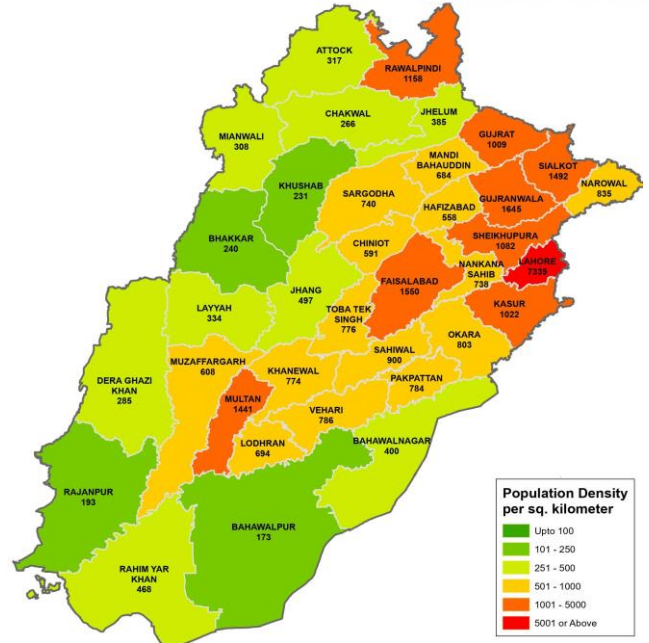 ATTOCK
317
RAWALPINDI
1158
CHAKWAL
266
JHELUM
385
MIANWALI
308
GUJRAT
1009
MANDI
BAHAUDDIN
684
SIALKOT
1492
NAROWAL
835
KHUSHAB
231
SARGODHA
740
HAFIZABAD
558
GUJRANWALA
1645
BHAKKAR
240
CHINIOT
591
SHEIKHUPURA
1082
LAHORE
7339
NANKANA
SAHIB
738
FAISALABAD
1550
JHANG
497
LAYYAH
334
TOBA TEK
SINGH
776
KASUR
1022
OKARA
803
SAHIWAL
900
MUZAFFARGARH
608
KHANEWAL
774
PAKPATTAN
784
DERA GHAZI
KHAN
285
MULTAN
1441
VEHARI
786
LODHRAN
694
BAHAWALNAGAR
400
RAJANPUR
193
BAHAWALPUR
173
RAHIM YAR
KHAN
468
Population Density
per sq. kilometer
Upto 100
101 - 250
251 - 500
501 - 1000
1001 - 5000
5001 or Above